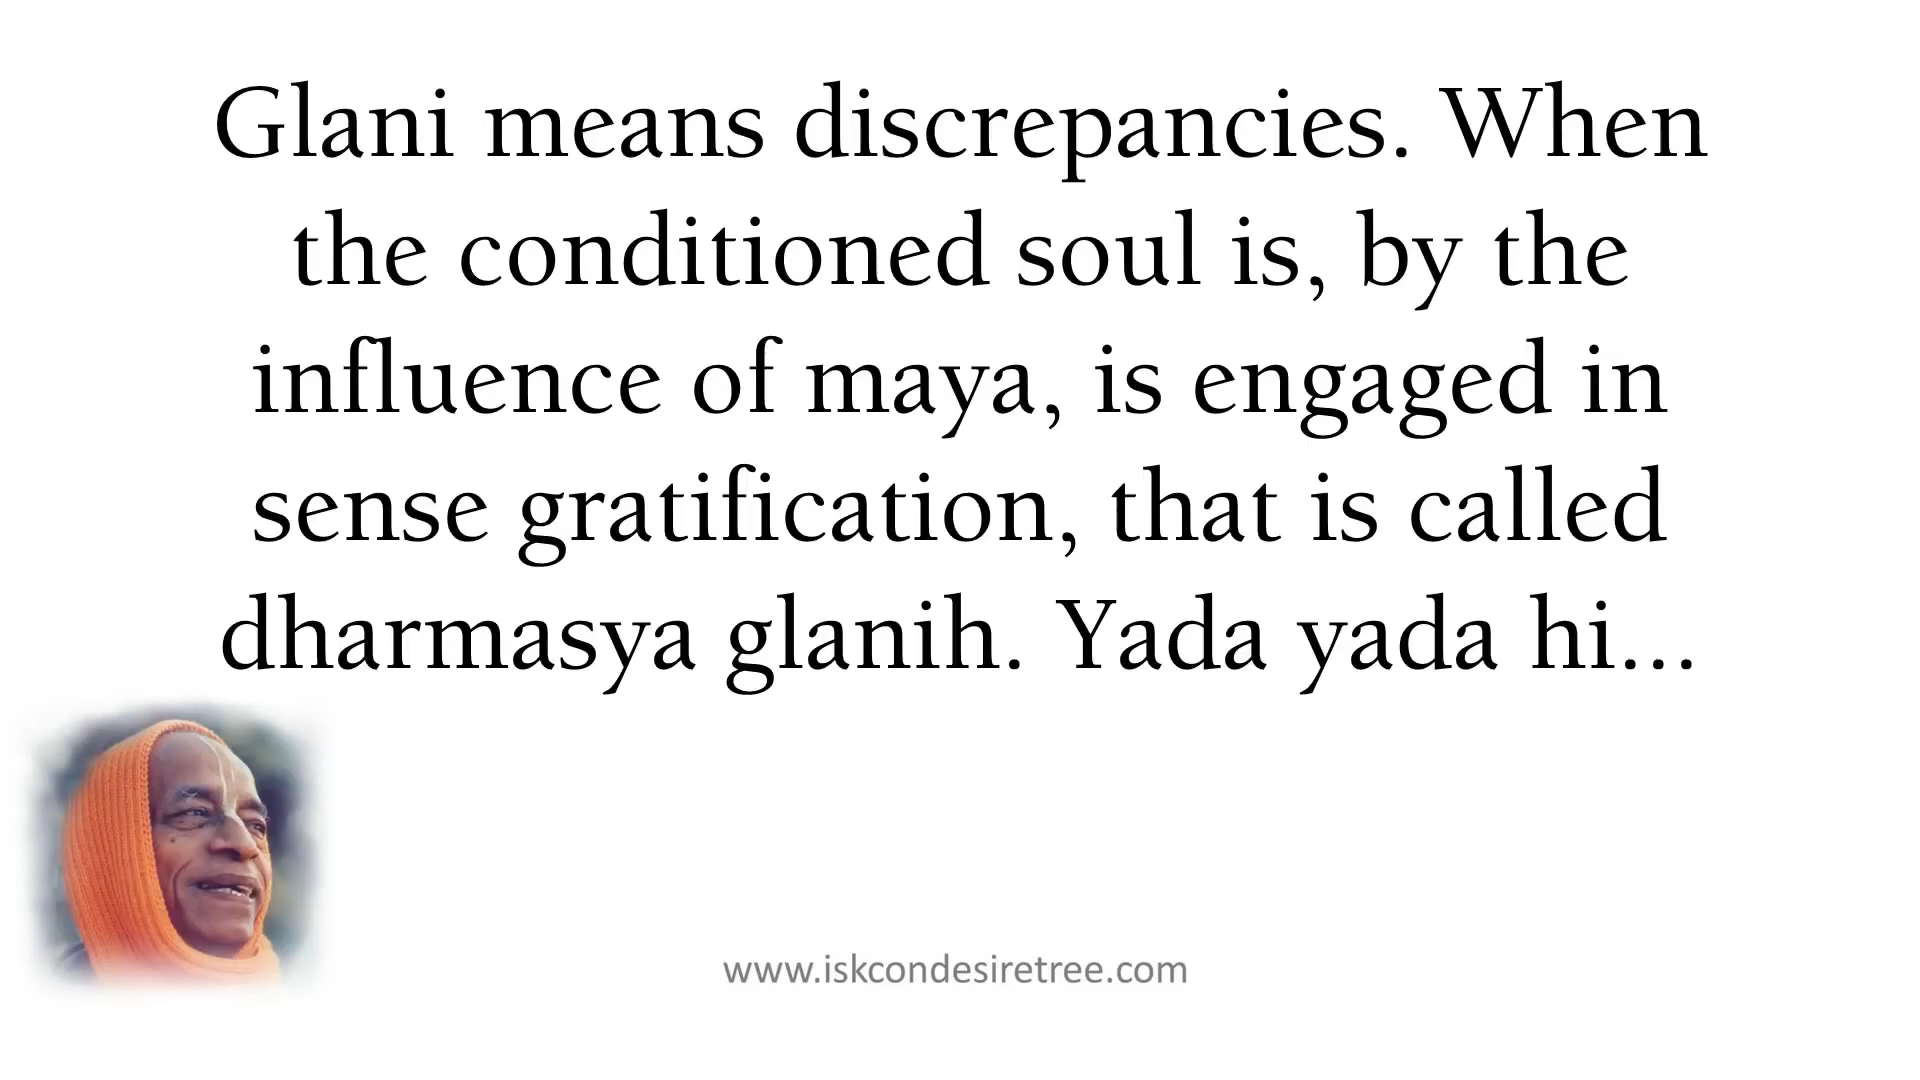 Glani means discrepancies. When
the conditioned soul is, by the
influence of maya, is engaged in
sense gratification, that is called
dharmasya glanih. Yada yada hi...
www.iskcondesiretree.com